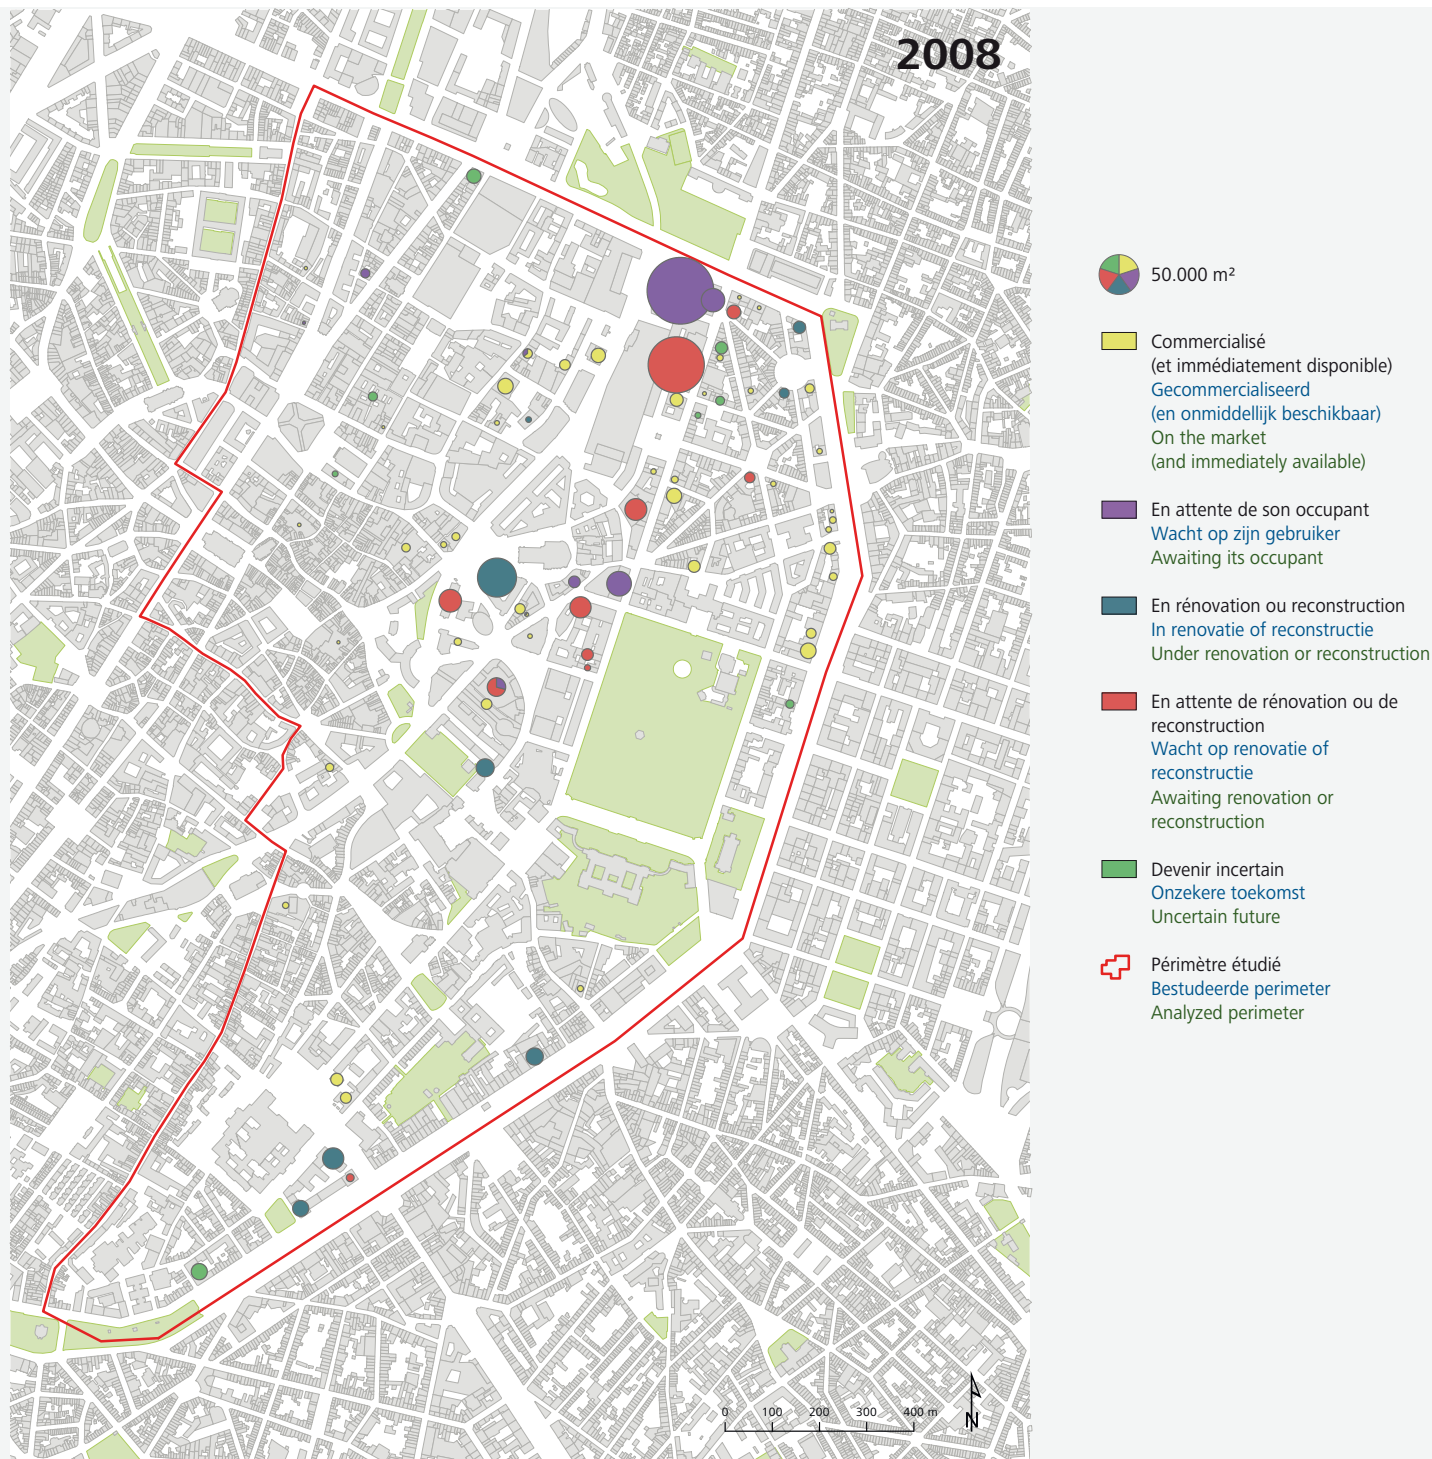 2008
50.000 m²
Commercialisé
(et immédiatement disponible)
Gecommercialiseerd
(en onmiddellijk beschikbaar)
On the market
(and immediately available)
En attente de son occupant
Wacht op zijn gebruiker
Awaiting its occupant
En rénovation ou reconstruction
In renovatie of reconstructie
Under renovation or reconstruction
En attente de rénovation ou de
reconstruction
Wacht op renovatie of
reconstructie
Awaiting renovation or
reconstruction
Devenir incertain
Onzekere toekomst
Uncertain future
Périmètre étudié
Bestudeerde perimeter
Analyzed perimeter
0 100 200 300 400 m
N